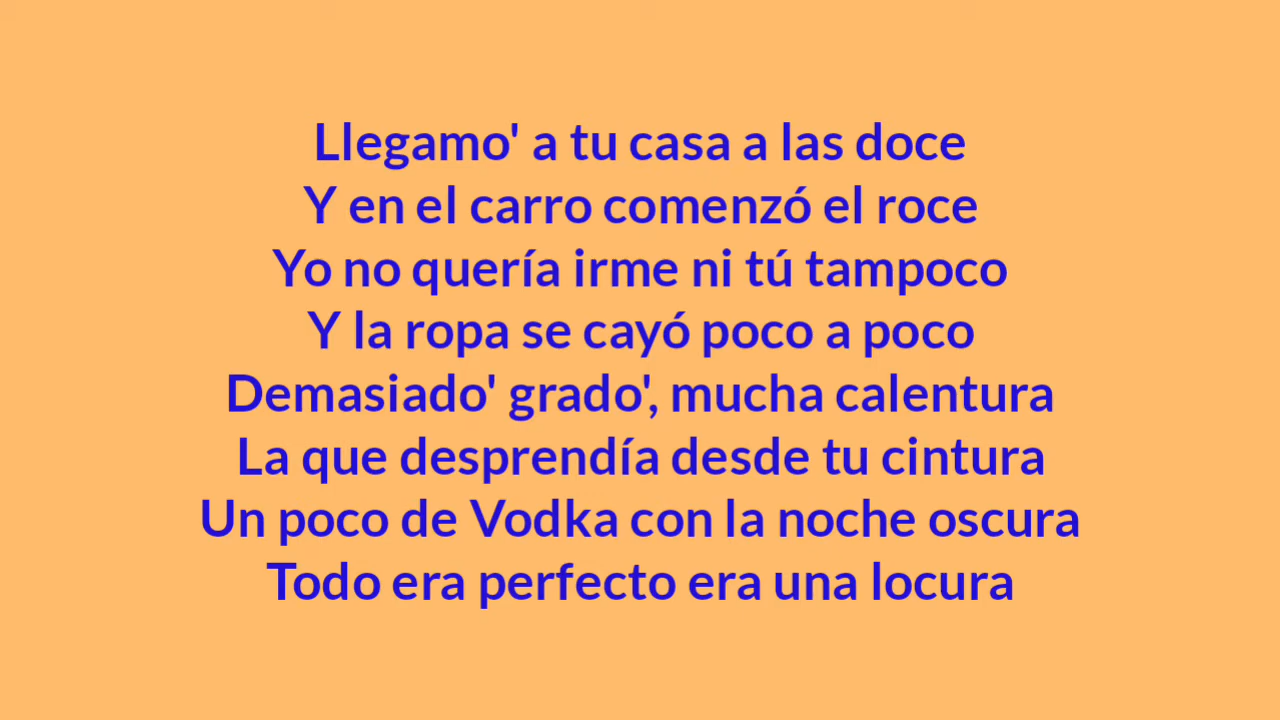 Llegamo' a tu casa a las doce
Y en el carro comenzó el roce
Yo no quería irme ni tú tampoco
Y la ropa se cayó poco a poco
Demasiado' grado', mucha calentura
La que desprendía desde tu cintura
Un poco de Vodka con la noche oscura
Todo era perfecto era una locura